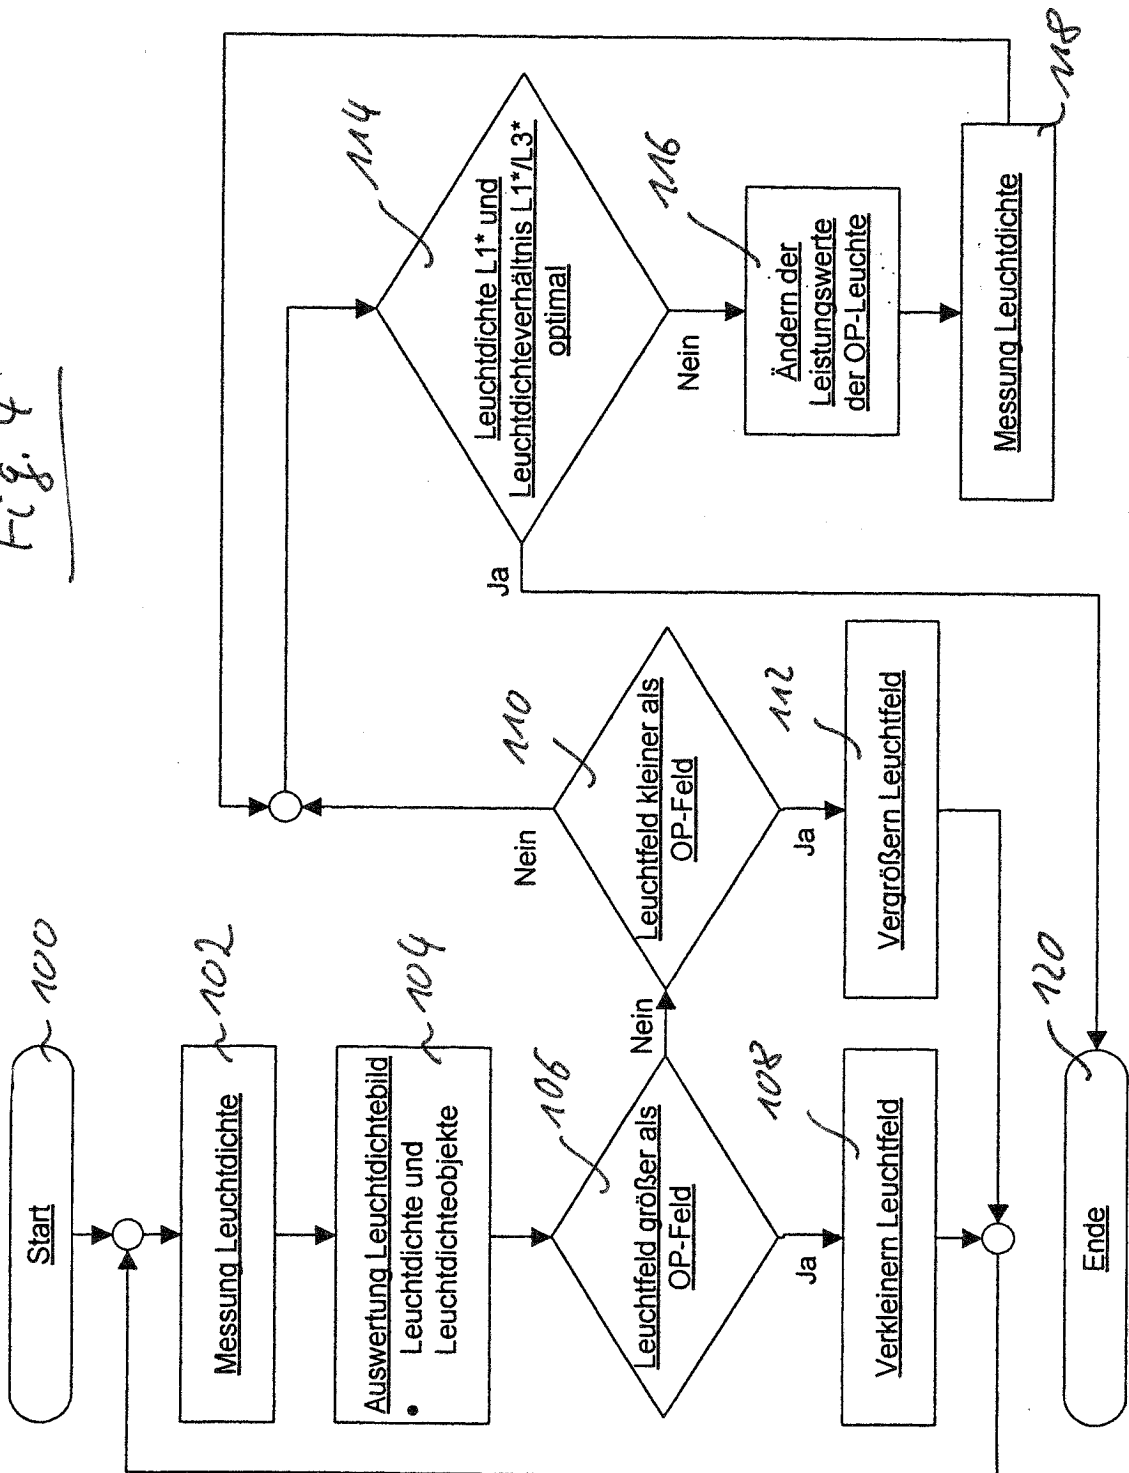 Fig. 4
Start
100
Messung Leuchtdichte
102
Auswertung Leuchtdichtebild
• Leuchtdichte und
Leuchtdichteobjekte
104
Leuchtfeld größer als
OP-Feld
106
Nein
Ja
Verkleinern Leuchtfeld
108
Leuchtfeld kleiner als
OP-Feld
110
Nein
Ja
Vergrößern Leuchtfeld
112
Leuchtdichte L1* und
Leuchtdichteverhältnis L1*/L3*
optimal
114
Ja
Nein
Ändern der
Leistungswerte
der OP-Leuchte
116
Messung Leuchtdichte
118
Ende
120